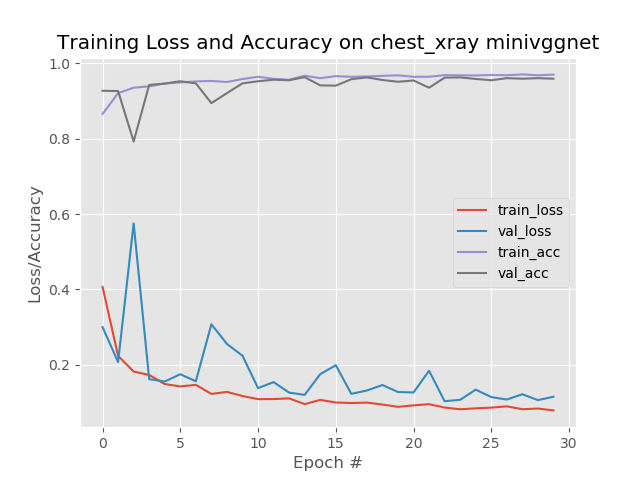 Training Loss and Accuracy on chest_xray minivggnet
1.0
0.8
0.6
0.4
0.2
Loss/Accuracy
train_loss
val_loss
train_acc
val_acc
0 5 10 15 20 25 30
Epoch #